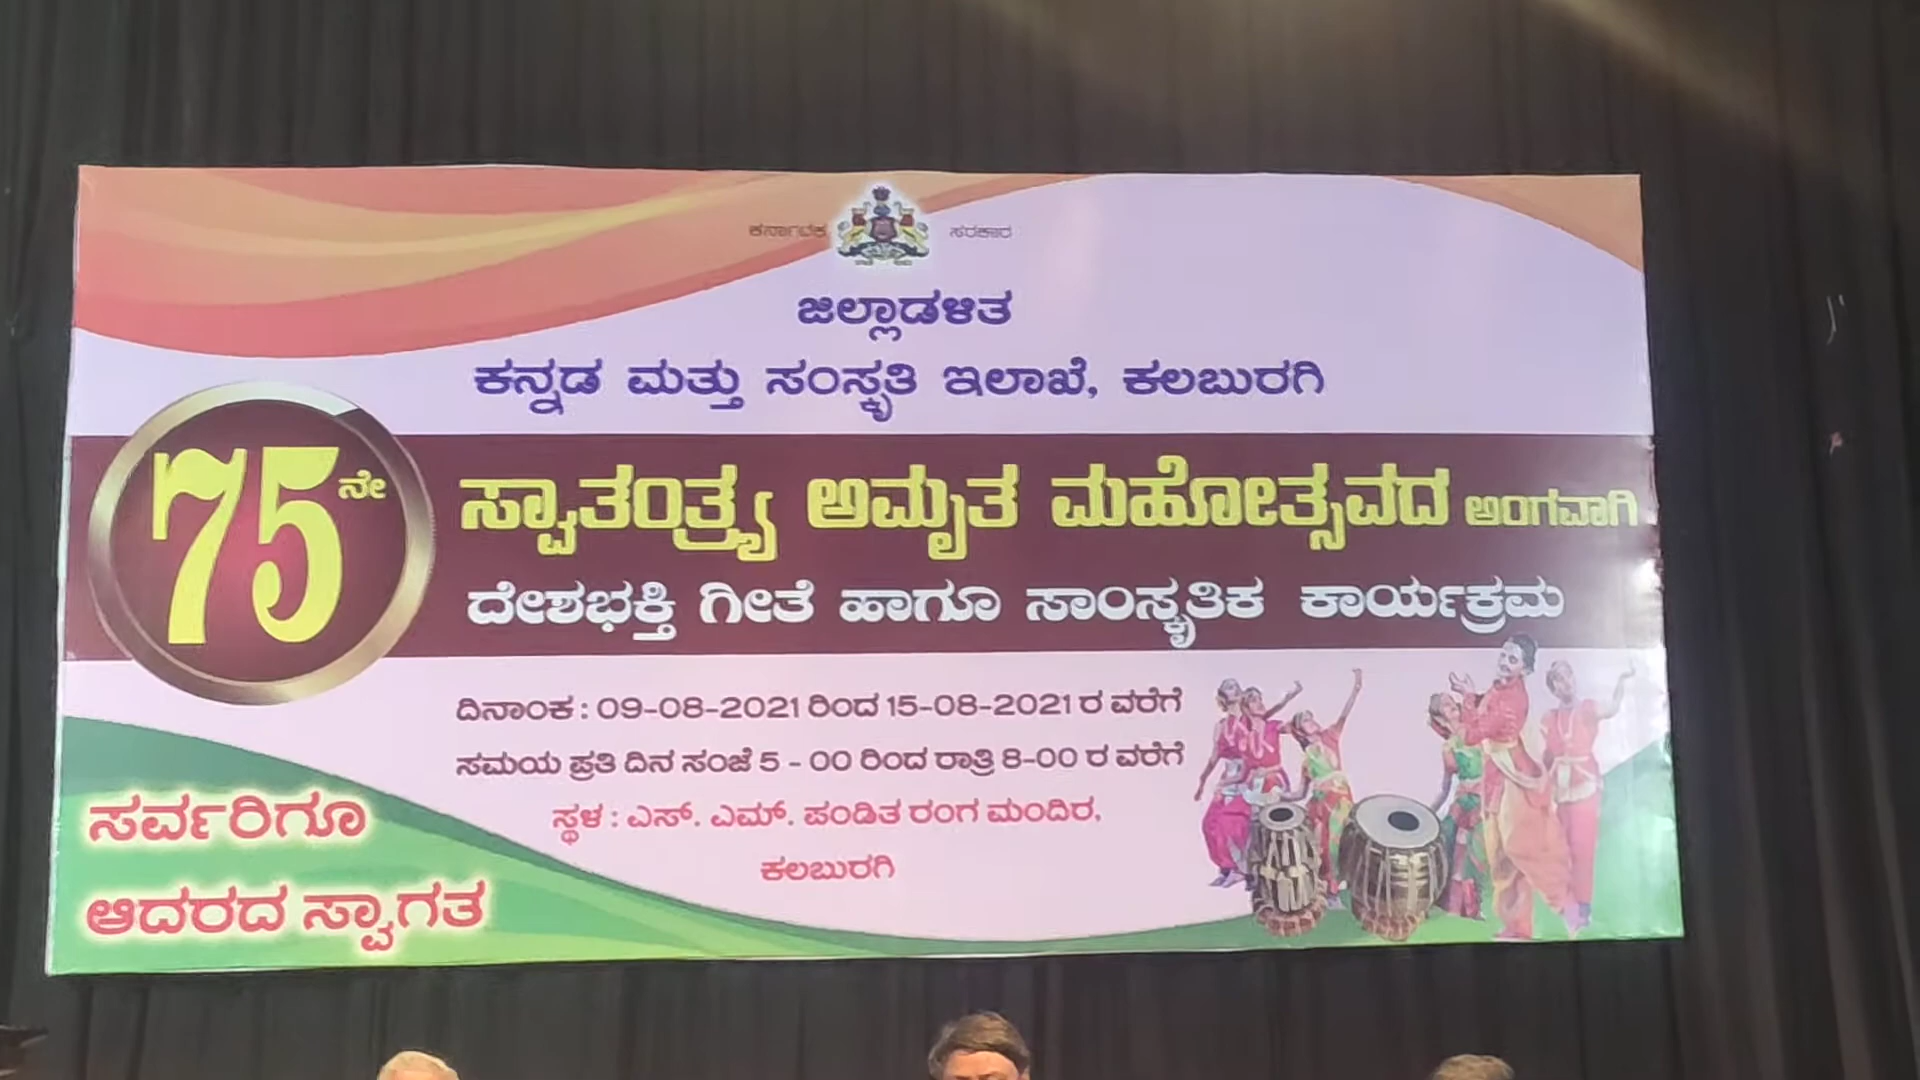 ಕರ್ನಾಟಕ ಸರಕಾರ
ಜಿಲ್ಲಾಡಳಿತ
ಕನ್ನಡ ಮತ್ತು ಸಂಸ್ಕೃತಿ ಇಲಾಖೆ, ಕಲಬುರಗಿ
75ನೇ ಸ್ವಾತಂತ್ರ್ಯ ಅಮೃತ ಮಹೋತ್ಸವದ ಅಂಗವಾಗಿ
ದೇಶಭಕ್ತಿ ಗೀತೆ ಹಾಗೂ ಸಾಂಸ್ಕೃತಿಕ ಕಾರ್ಯಕ್ರಮ
ದಿನಾಂಕ : 09-08-2021 ರಿಂದ 15-08-2021 ರ ವರೆಗೆ
ಸಮಯ ಪ್ರತಿ ದಿನ ಸಂಜೆ 5 - 00 ರಿಂದ ರಾತ್ರಿ 8-00 ರ ವರೆಗೆ
ಸ್ಥಳ : ಎಸ್. ಎಮ್. ಪಂಡಿತ ರಂಗ ಮಂದಿರ,
ಕಲಬುರಗಿ
ಸರ್ವರಿಗೂ
ಆದರದ ಸ್ವಾಗತ